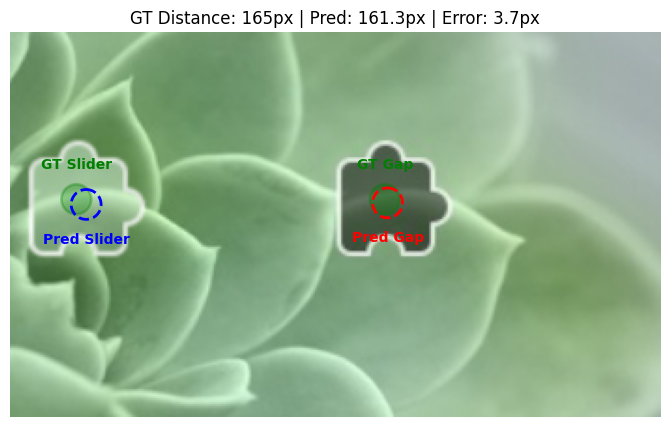 GT Distance: 165px | Pred: 161.3px | Error: 3.7px
GT Slider
GT Gap
Pred Slider
Pred Gap